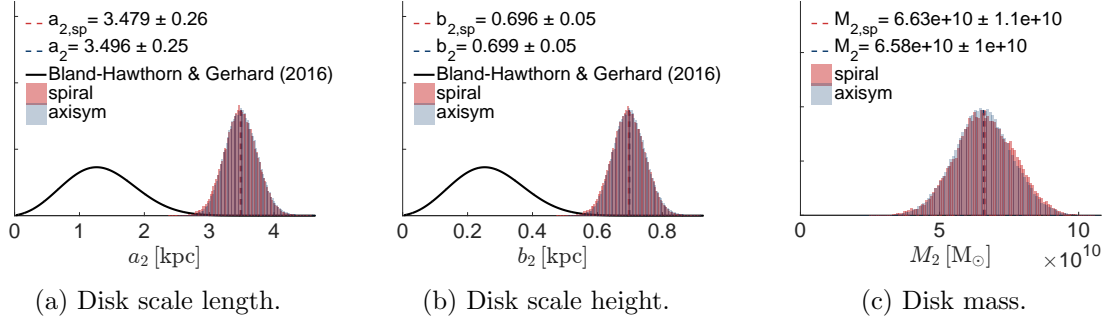 a2,sp= 3.479 ± 0.26
a2= 3.496 ± 0.25
Bland-Hawthorn & Gerhard (2016)
spiral
axisym
0 1 2 3 4
a2 [kpc]
(a) Disk scale length.
b2,sp= 0.696 ± 0.05
b2= 0.699 ± 0.05
Bland-Hawthorn & Gerhard (2016)
spiral
axisym
0 0.2 0.4 0.6 0.8
b2 [kpc]
(b) Disk scale height.
M2,sp= 6.63e+10 ± 1.1e+10
M2= 6.58e+10 ± 1e+10
spiral
axisym
0 5 10
M2 [M⊙] ×10^10
(c) Disk mass.